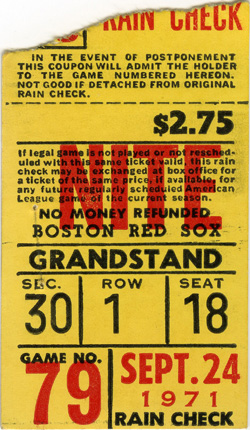 RAIN CHECK
IN THE EVENT OF POSTPONEMENT
THIS COUPON WILL ADMIT THE HOLDER
TO THE GAME NUMBERED HEREON.
NOT GOOD IF DETACHED FROM ORIGINAL
RAIN CHECK.
$2.75
If legal game is not played or not resched-
uled with this same ticket valid, this rain
check may be exchanged at box office
for a ticket of the same price, if available, for
any future regularly scheduled American
League game of the current season.
NO MONEY REFUNDED
BOSTON RED SOX
GRANDSTAND
SEC. ROW SEAT
30 1 18
GAME NO.
79
SEPT. 24
1971
RAIN CHECK